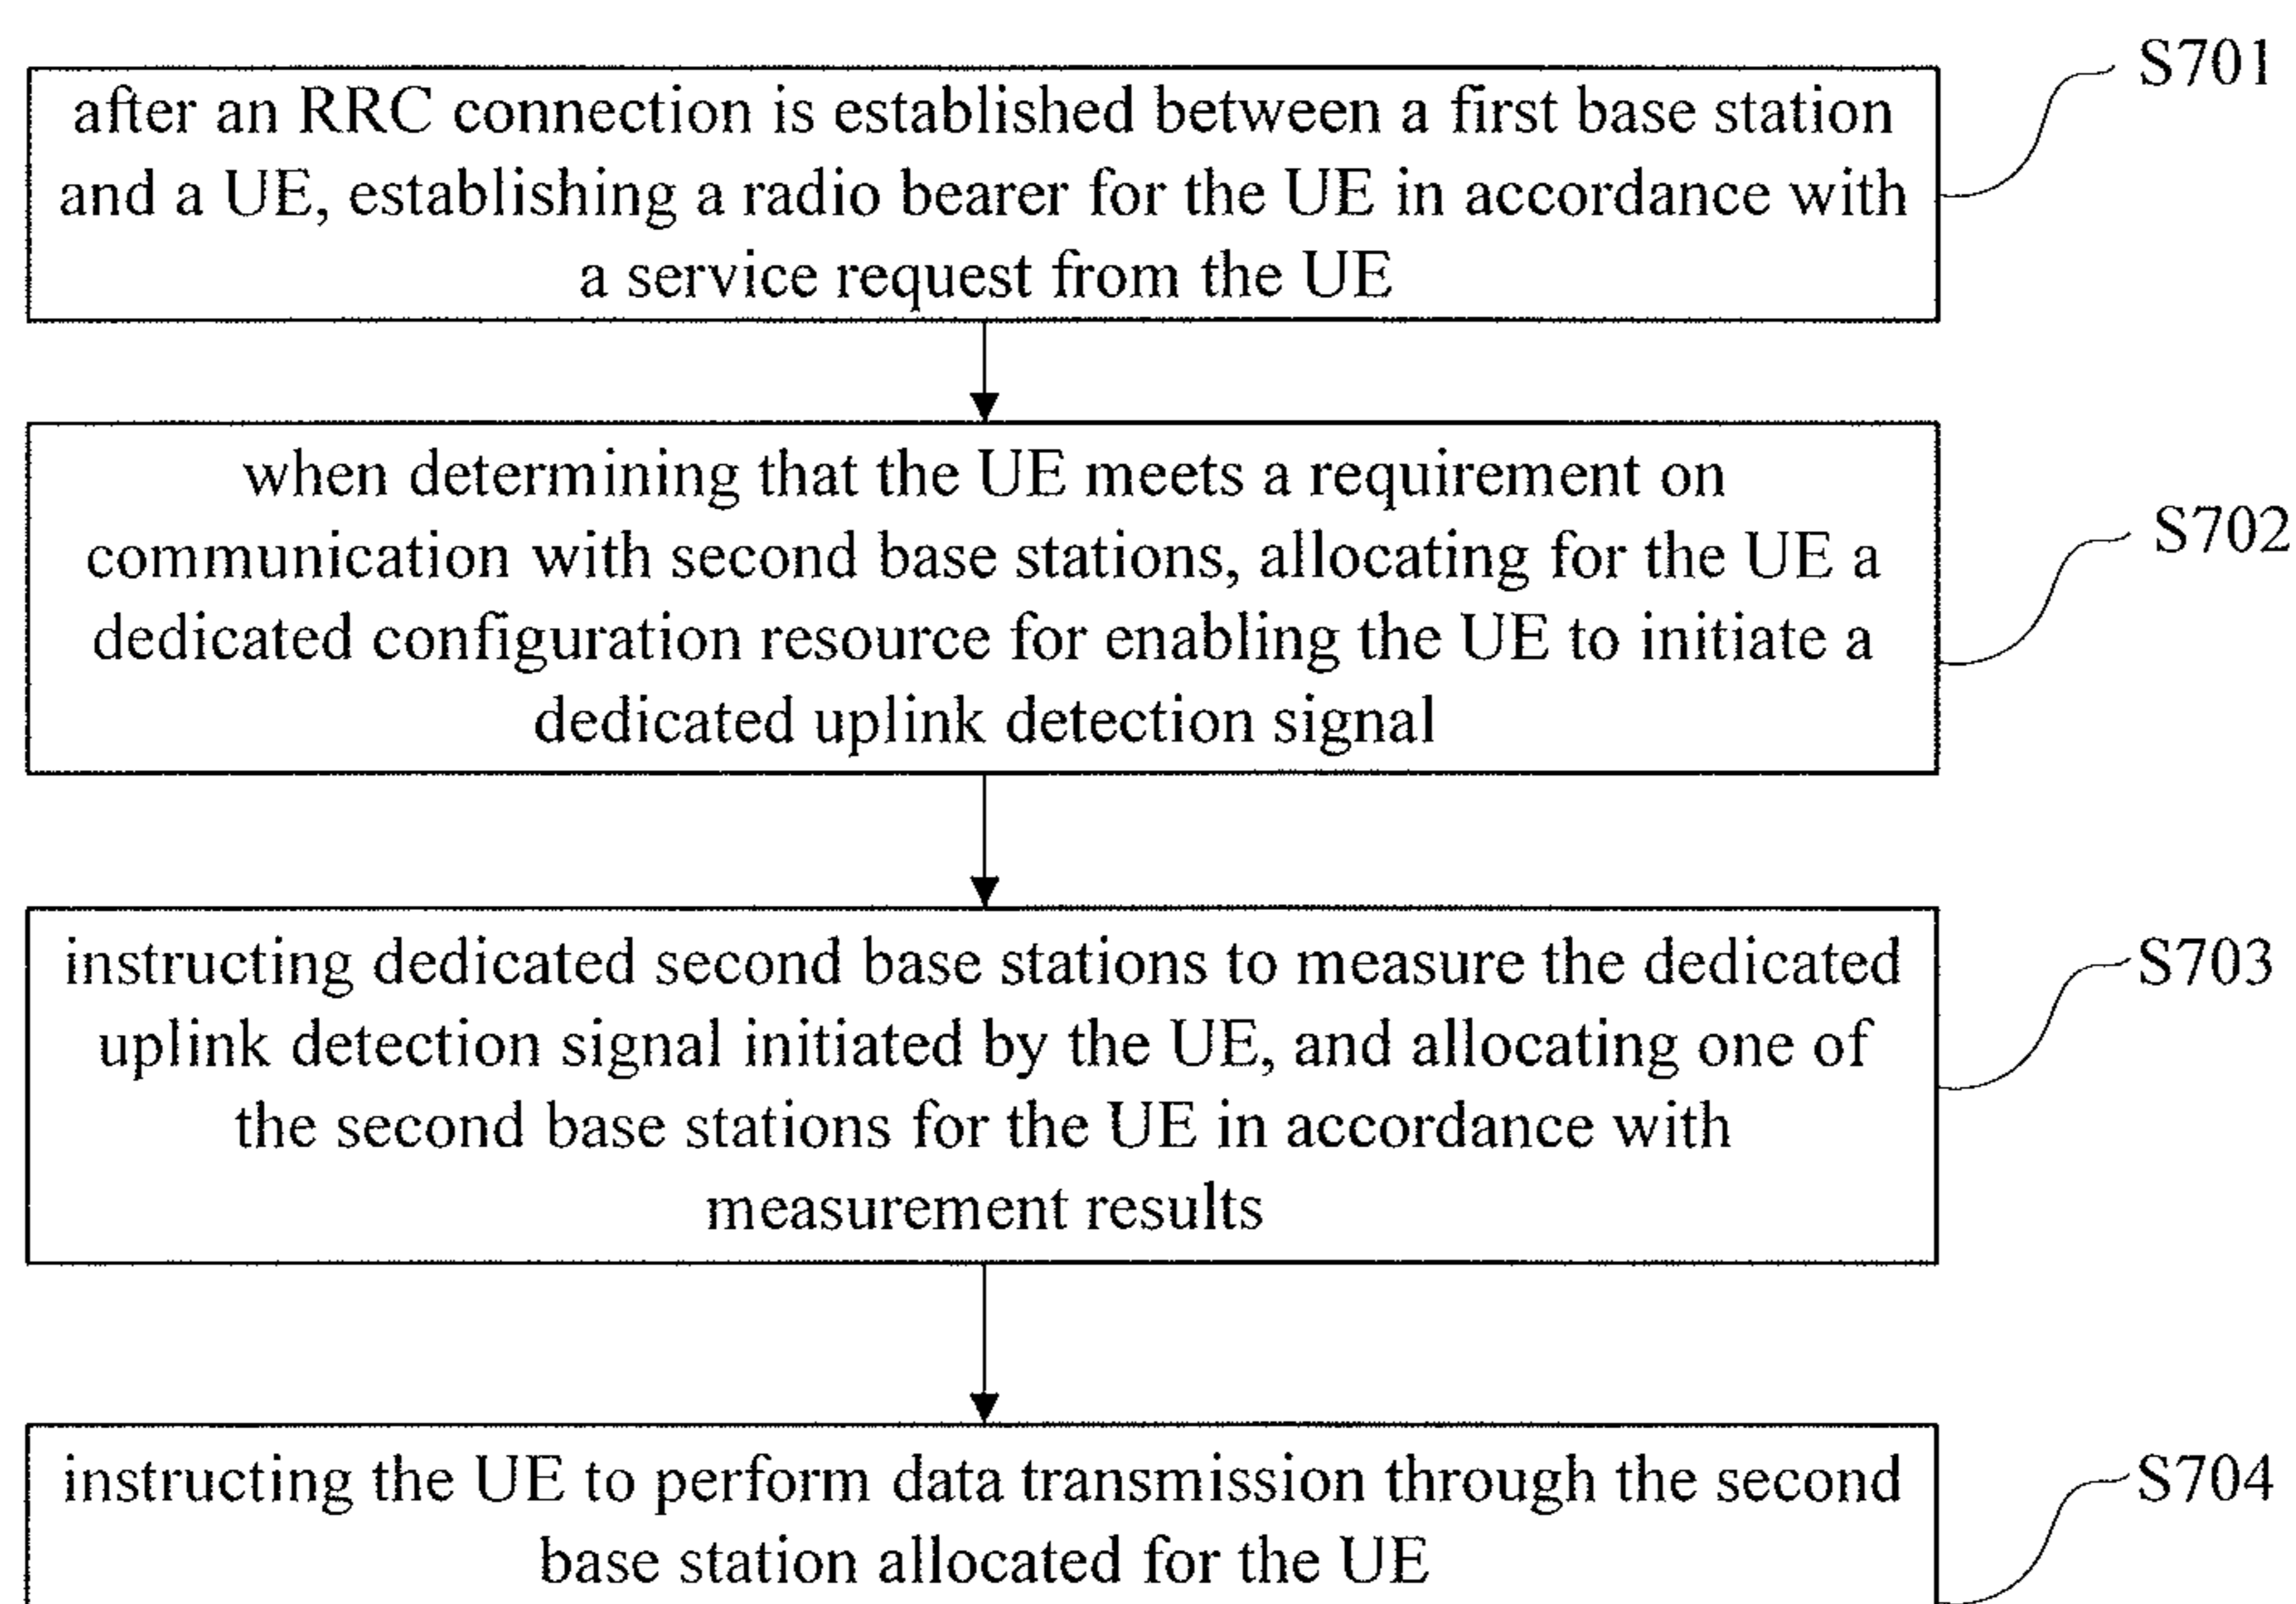 S701
after an RRC connection is established between a first base station
and a UE, establishing a radio bearer for the UE in accordance with
a service request from the UE
when determining that the UE meets a requirement on
communication with second base stations, allocating for the UE a
dedicated configuration resource for enabling the UE to initiate a
dedicated uplink detection signal
S702
instructing dedicated second base stations to measure the dedicated
uplink detection signal initiated by the UE, and allocating one of
the second base stations for the UE in accordance with
measurement results
S703
instructing the UE to perform data transmission through the second
base station allocated for the UE
S704